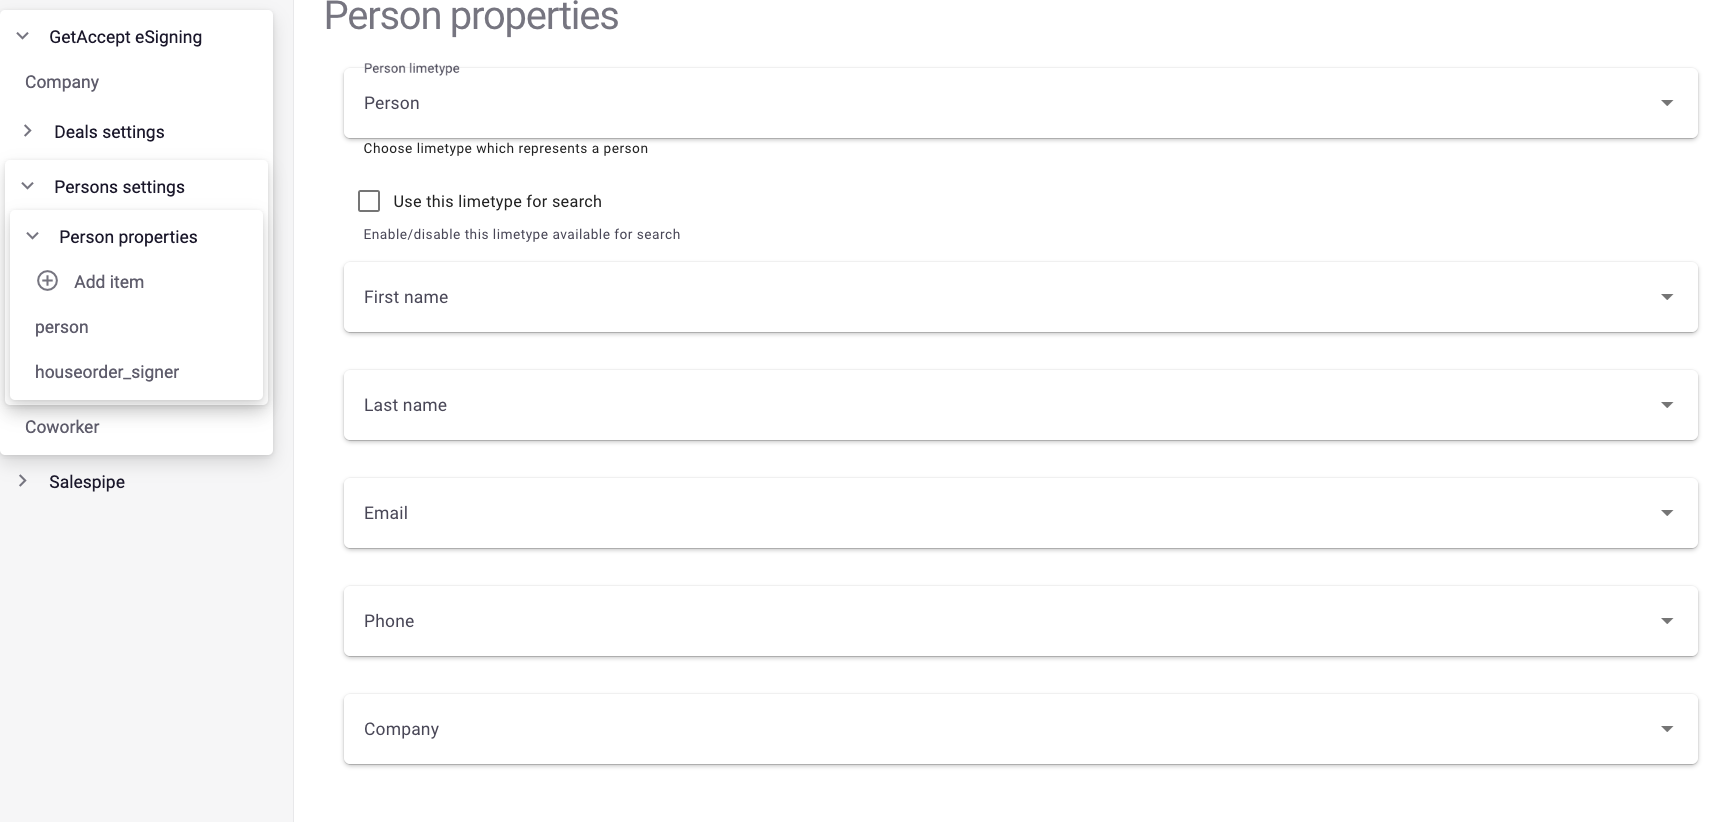 GetAccept eSigning
Company
Deals settings
Persons settings
Person properties
Add item
person
houseorder_signer
Coworker
Salespipe
Person properties
Person limetype
Person
Choose limetype which represents a person
Use this limetype for search
Enable/disable this limetype available for search
First name
Last name
Email
Phone
Company